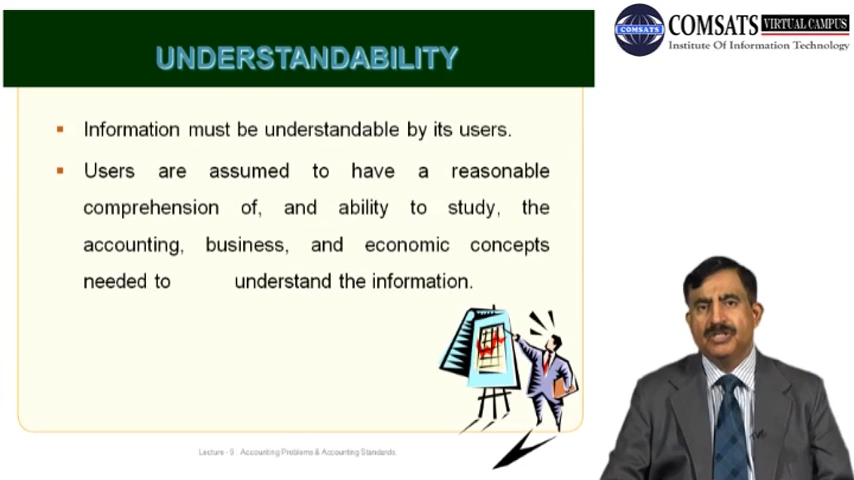 UNDERSTANDABILITY
COMSATS VIRTUAL CAMPUS
COMSATS
Institute Of Information Technology
▪ Information must be understandable by its users.
▪ Users are assumed to have a reasonable
comprehension of, and ability to study, the
accounting, business, and economic concepts
needed to understand the information.
Lecture - 9 : Accounting Problems & Accounting Standards.